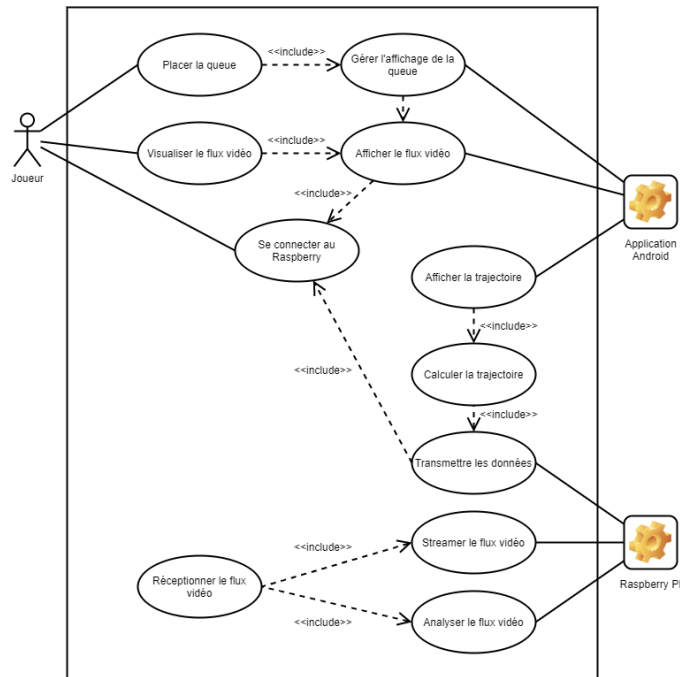 <<include>>
Placer la queue
Gérer l'affichage de la
queue
<<include>>
Visualiser le flux vidéo
Afficher le flux vidéo
Joueur
<<include>>
Se connecter au
Raspberry
Application
Android
Afficher la trajectoire
<<include>>
<<include>>
Calculer la trajectoire
<<include>>
Transmettre les données
Streamer le flux vidéo
<<include>>
Réceptionner le flux
vidéo
Raspberry PI
<<include>>
Analyser le flux vidéo